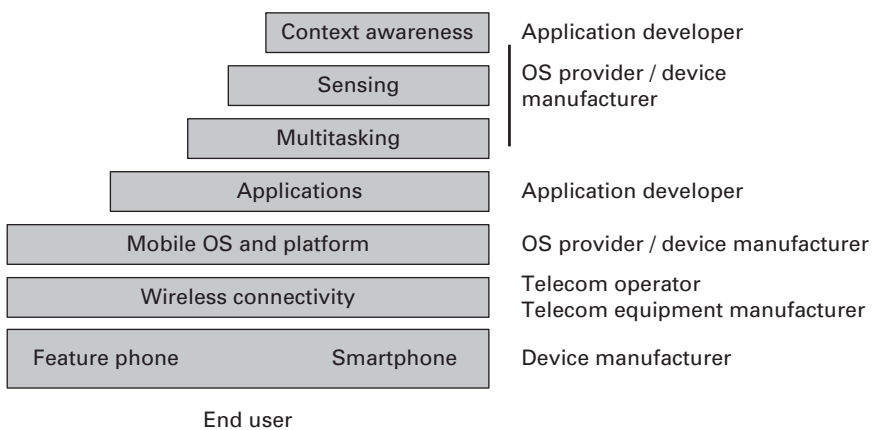 Context awareness
Application developer
Sensing
OS provider / device
manufacturer
Multitasking
Applications
Application developer
Mobile OS and platform
OS provider / device manufacturer
Wireless connectivity
Telecom operator
Telecom equipment manufacturer
Feature phone
Smartphone
Device manufacturer
End user